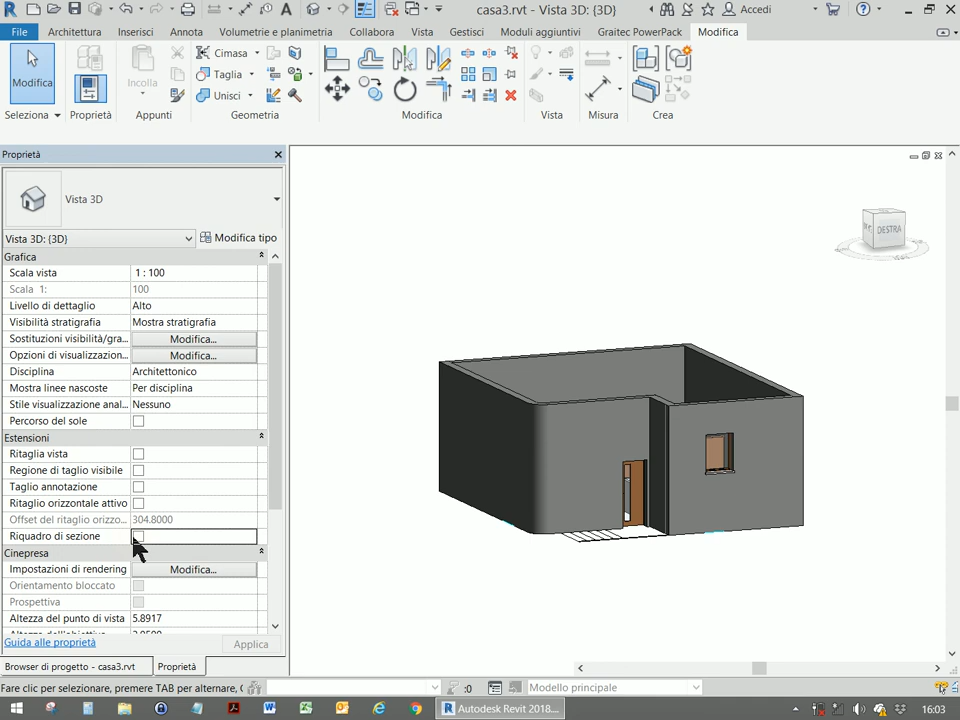 casa3.rvt - Vista 3D: {3D}
Accedi
File
Architettura
Inserisci
Annota
Volumetrie e planimetria
Collabora
Vista
Gestisci
Moduli aggiuntivi
Graitec PowerPack
Modifica
Modifica
Proprietà
Incolla
Cimasa
Taglia
Unisci
Seleziona
Proprietà
Appunti
Geometria
Modifica
Vista
Misura
Crea
Proprietà
Vista 3D
Vista 3D: {3D}
Modifica tipo
Grafica
Scala vista 1 : 100
Scala 1: 100
Livello di dettaglio Alto
Visibilità stratigrafia Mostra stratigrafia
Sostituzioni visibilità/gra... Modifica...
Opzioni di visualizzazion... Modifica...
Disciplina Architettonico
Mostra linee nascoste Per disciplina
Stile visualizzazione anal... Nessuno
Percorso del sole
Estensioni
Ritaglia vista
Regione di taglio visibile
Taglio annotazione
Ritaglio orizzontale attivo
Offset del ritaglio orizzo... 304.8000
Riquadro di sezione
Cinepresa
Impostazioni di rendering Modifica...
Orientamento bloccato
Prospettiva
Altezza del punto di vista 5.8917
Guida alle proprietà
Applica
Browser di progetto - casa3.rvt
Proprietà
DESTRA
Fare clic per selezionare, premere TAB per alternare, C
:0
Modello principale
Autodesk Revit 2018...
16:03